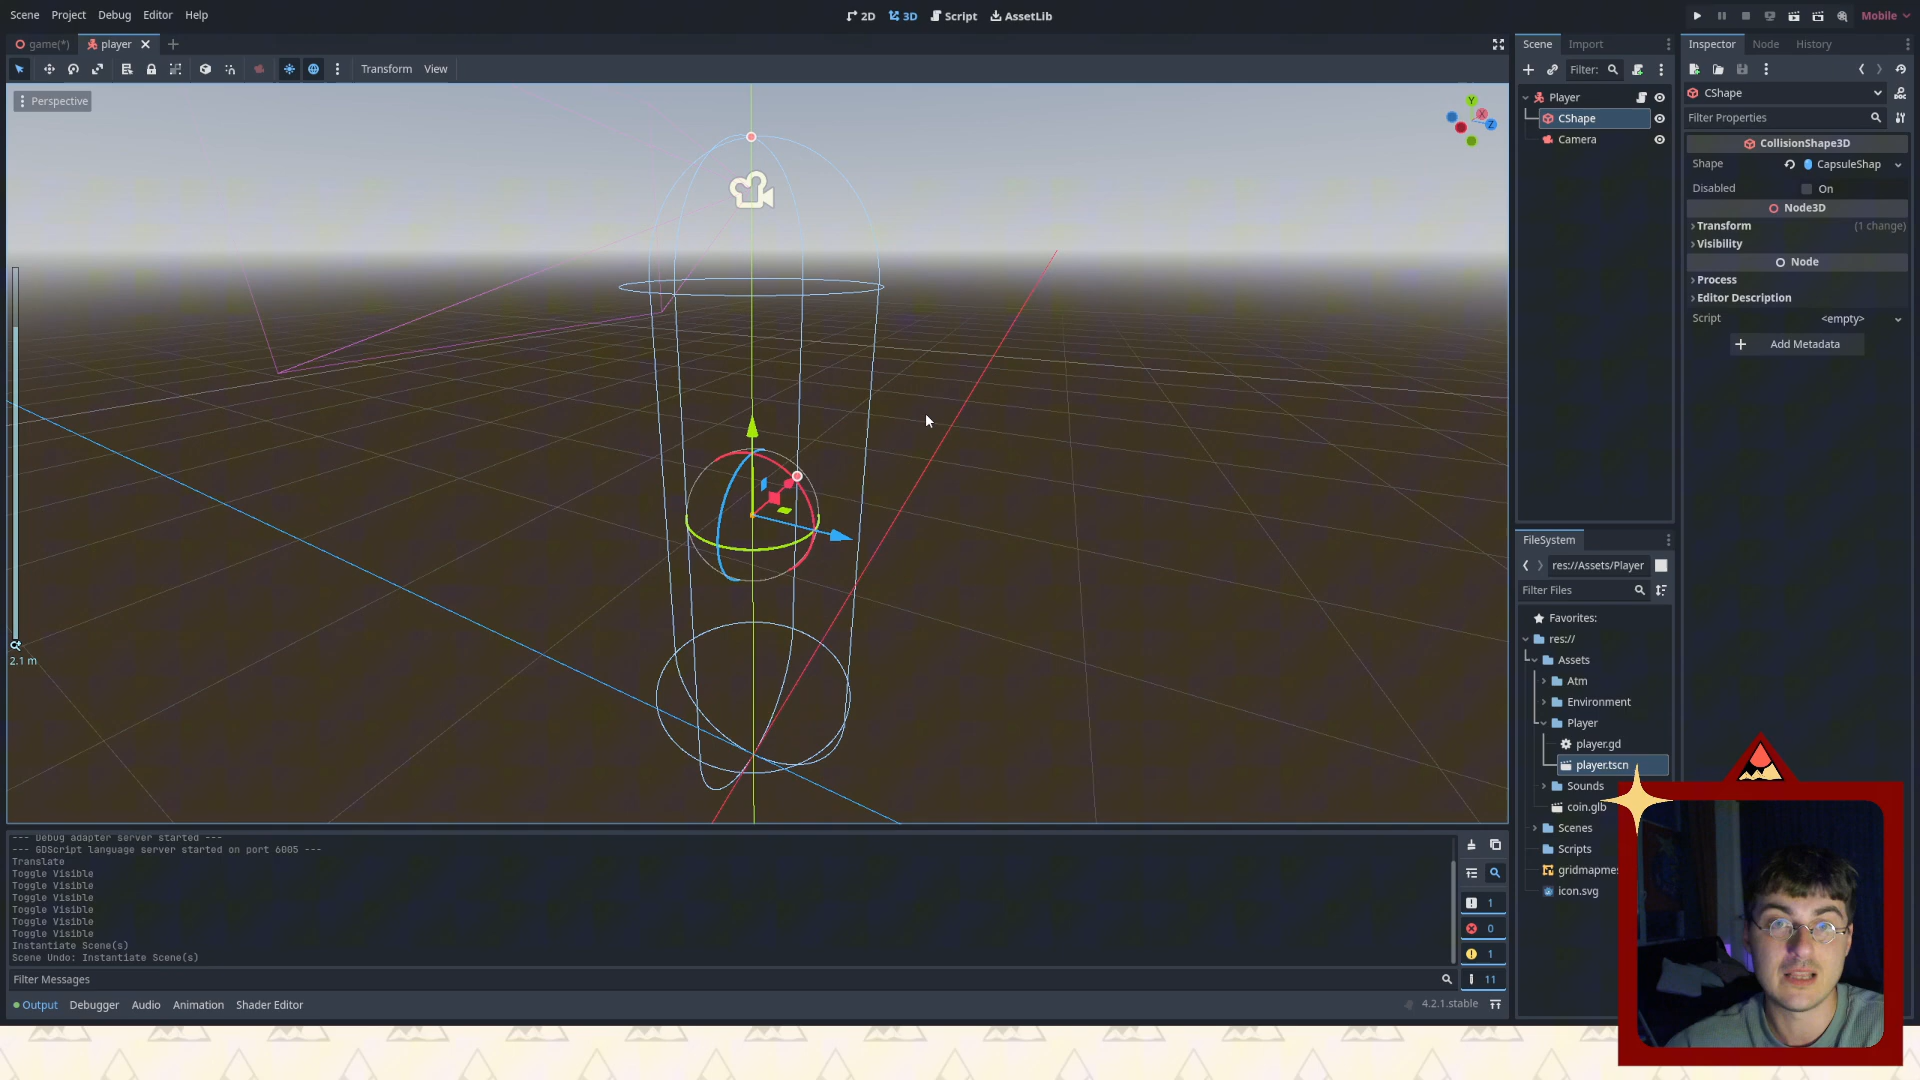 Scene Project Debug Editor Help
2D 3D Script AssetLib
Mobile
game(*) player
Transform View
Perspective
2.1 m
Y
X
Z
Scene Import
Filter:
Player
CShape
Camera
Inspector Node History
CShape
Filter Properties
CollisionShape3D
Shape CapsuleShap
Disabled On
Node3D
Transform (1 change)
Visibility
Node
Process
Editor Description
Script <empty>
Add Metadata
FileSystem
res://Assets/Player
Filter Files
Favorites:
res://
Assets
Atm
Environment
Player
player.gd
player.tscn
Sounds
coin.glb
Scenes
Scripts
gridmapmes
icon.svg
--- Debug adapter server started ---
--- GDScript language server started on port 6005 ---
Translate
Toggle Visible
Toggle Visible
Toggle Visible
Toggle Visible
Toggle Visible
Toggle Visible
Instantiate Scene(s)
Scene Undo: Instantiate Scene(s)
1
0
1
11
Filter Messages
Output Debugger Audio Animation Shader Editor
4.2.1.stable